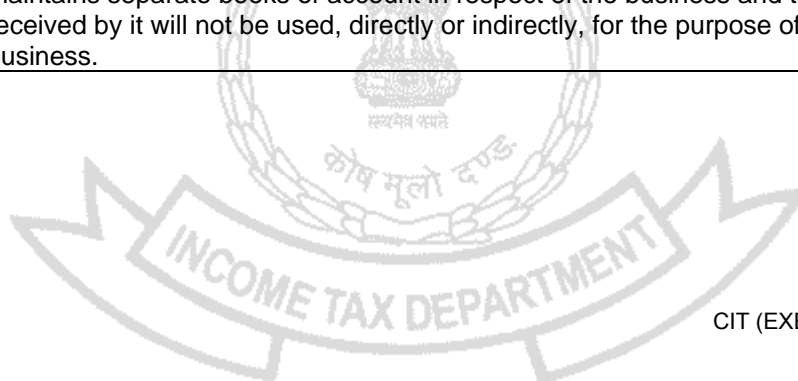 maintains separate books of account in respect of the business and t
eceived by it will not be used, directly or indirectly, for the purpose of
usiness.
सत्यमेव जयते
कोष मूलो दण्डः
INCOME TAX DEPARTMENT
CIT (EXE